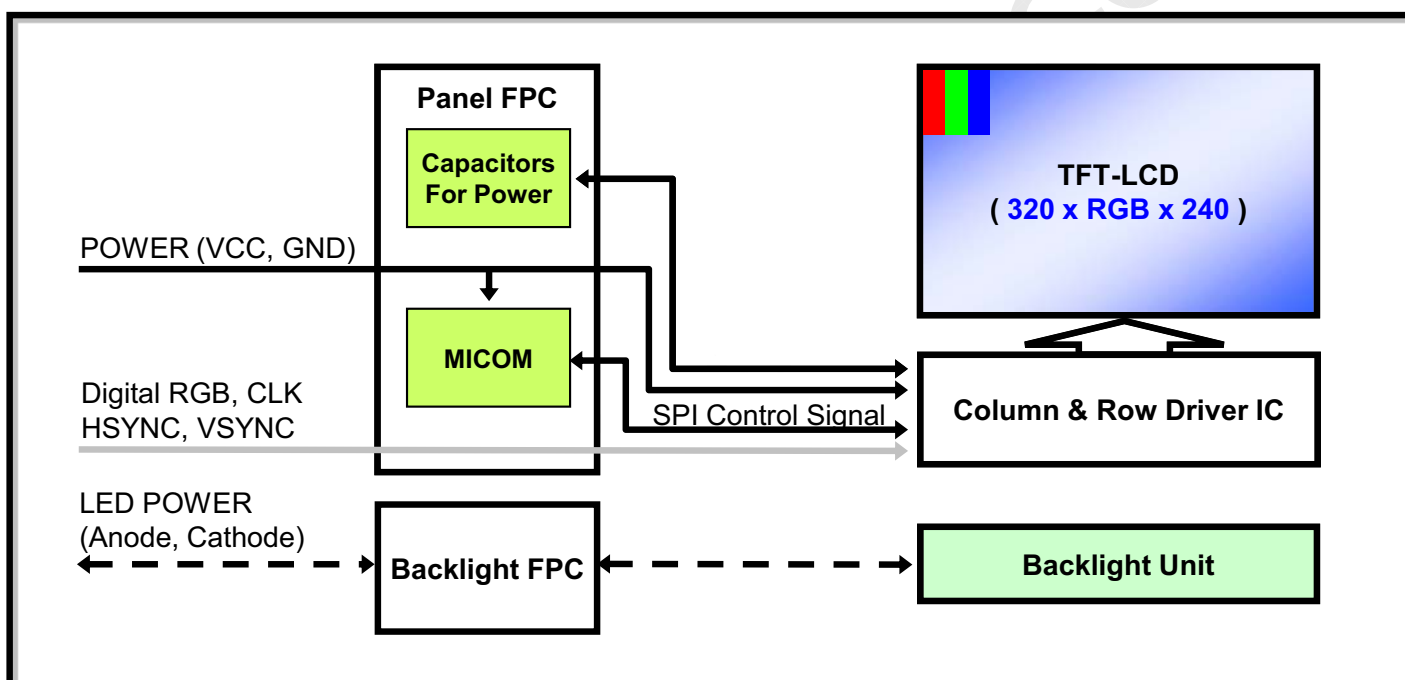 Panel FPC
Capacitors
For Power
TFT-LCD
( 320 x RGB x 240 )
POWER (VCC, GND)
MICOM
Digital RGB, CLK
HSYNC, VSYNC
SPI Control Signal
Column & Row Driver IC
LED POWER
(Anode, Cathode)
Backlight FPC
Backlight Unit